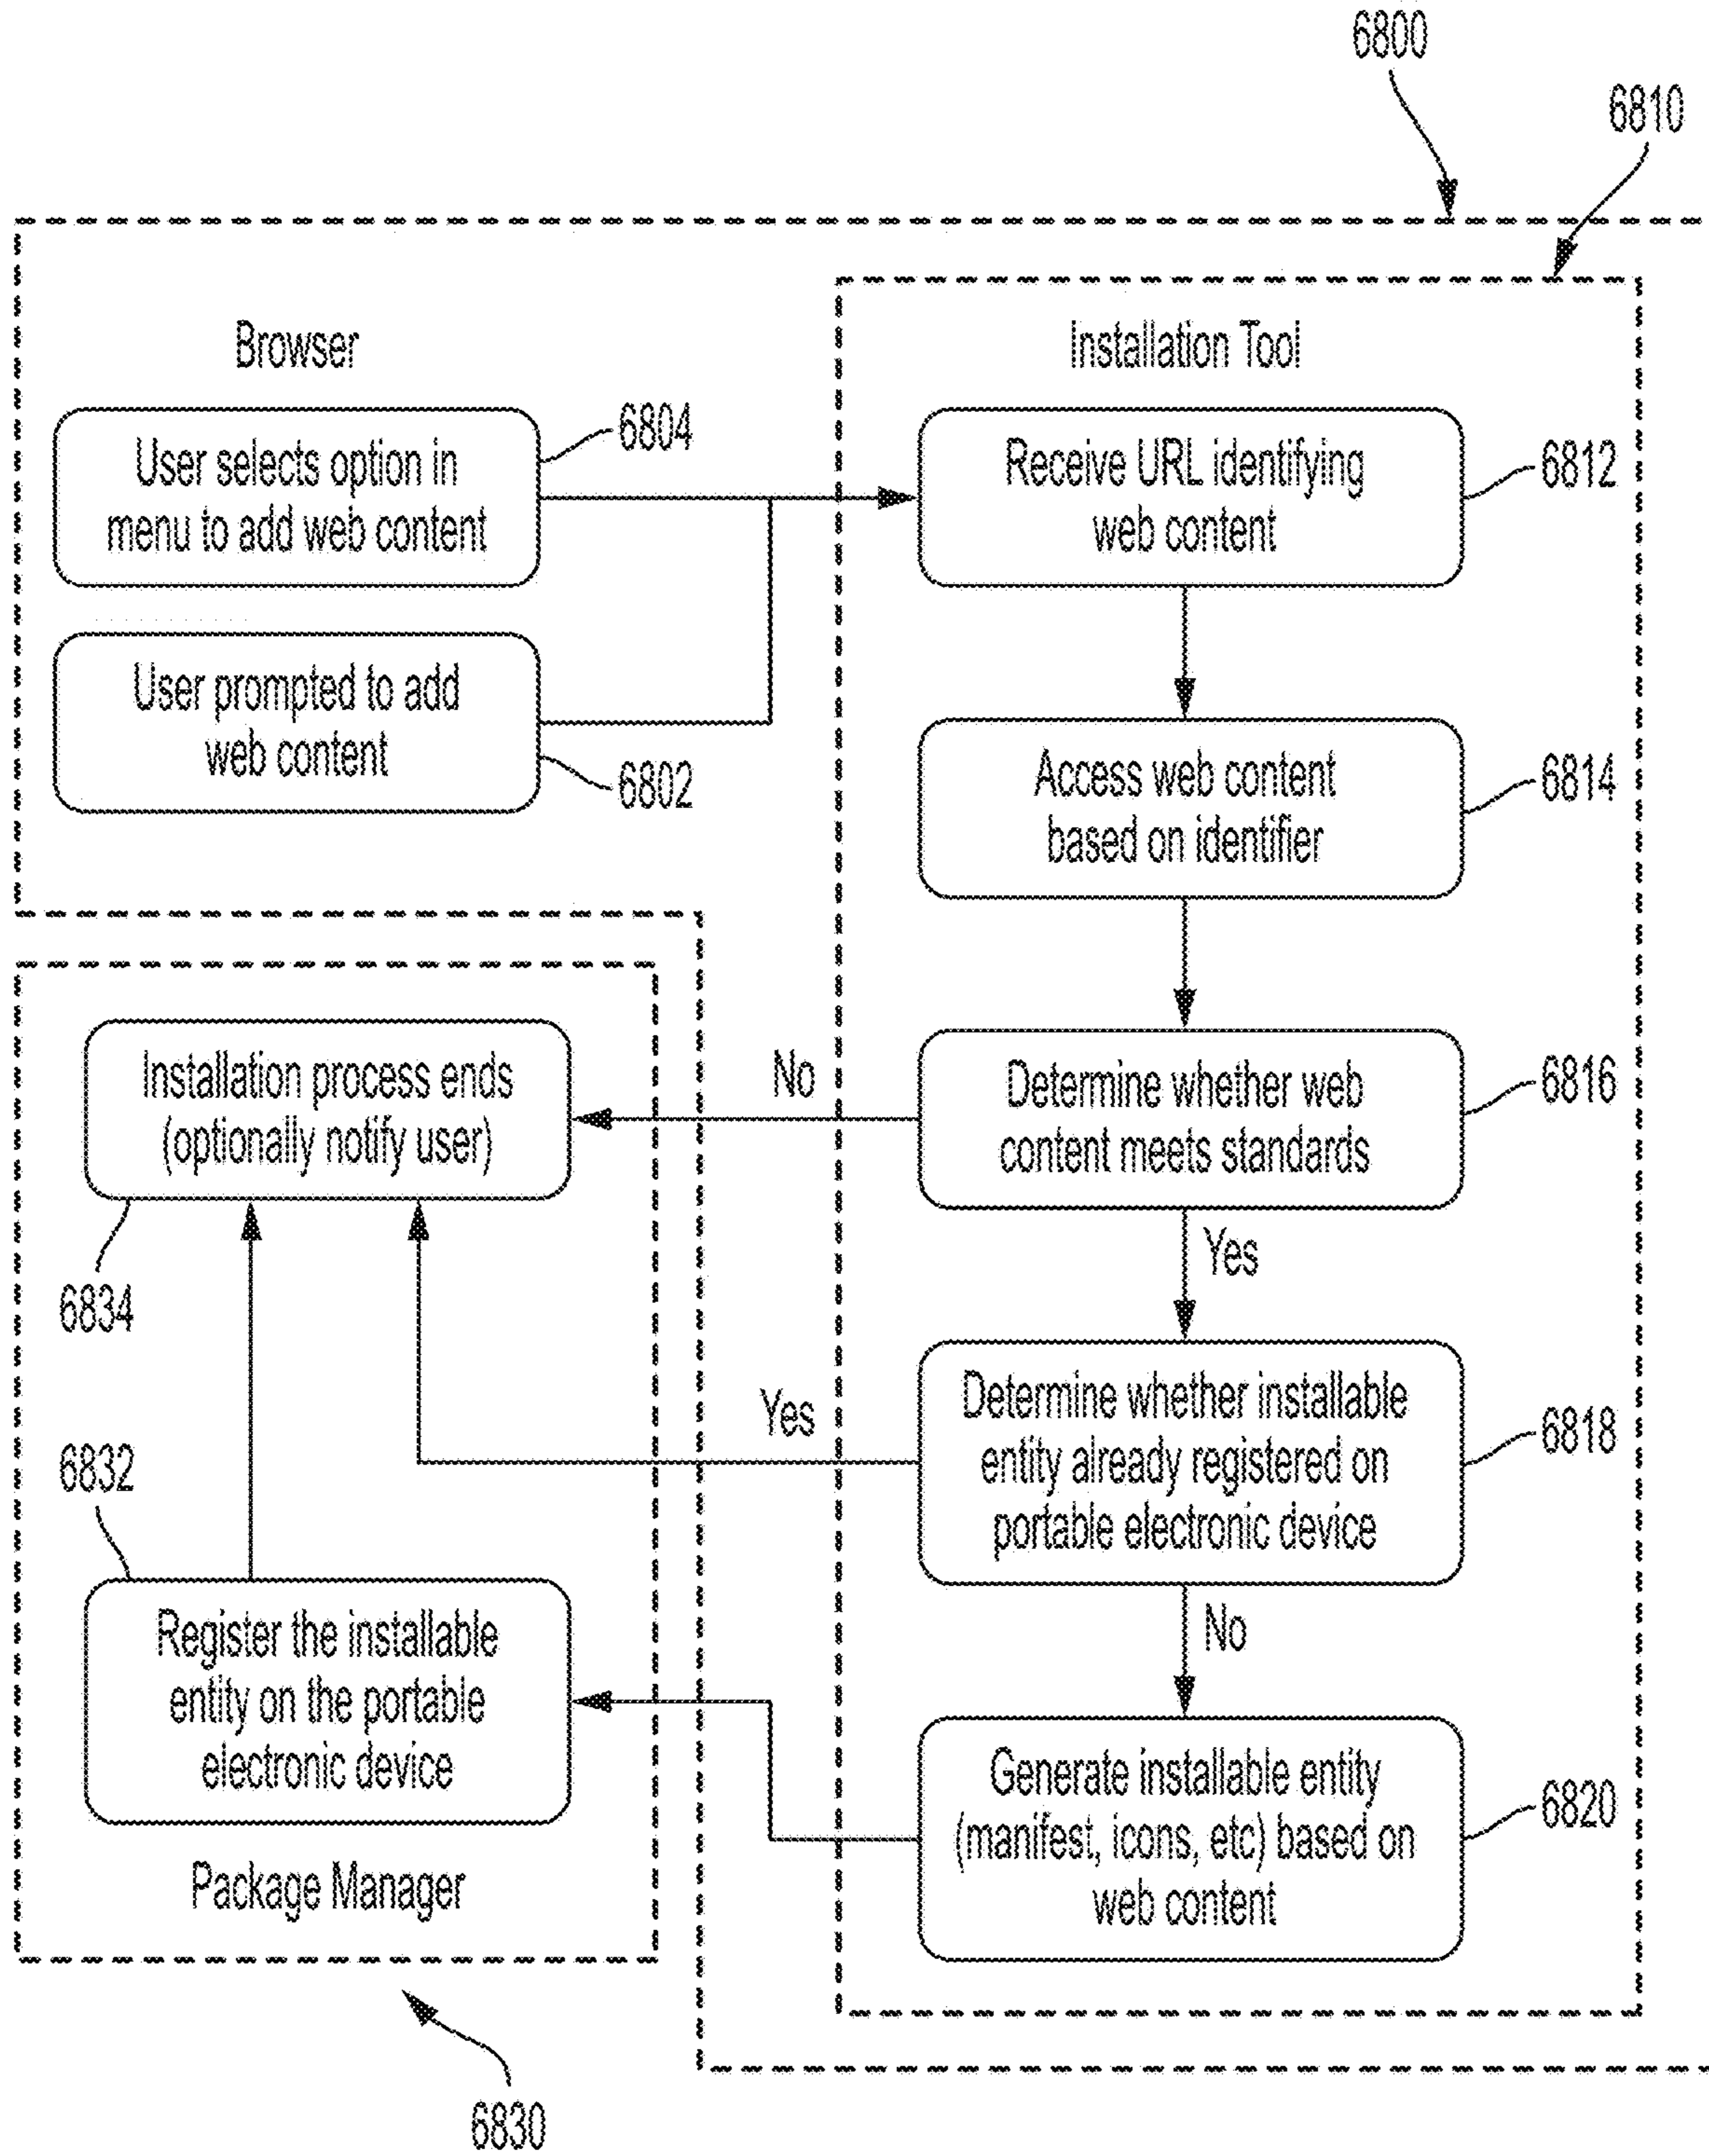 6800
6810
Browser
User selects option in
menu to add web content
6804
User prompted to add
web content
6802
Installation Tool
Receive URL identifying
web content
6812
Access web content
based on identifier
6814
Determine whether web
content meets standards
6816
No
Yes
Determine whether installable
entity already registered on
portable electronic device
6818
Yes
No
Generate installable entity
(manifest, icons, etc) based on
web content
6820
Installation process ends
(optionally notify user)
6834
6832
Register the installable
entity on the portable
electronic device
Package Manager
6830